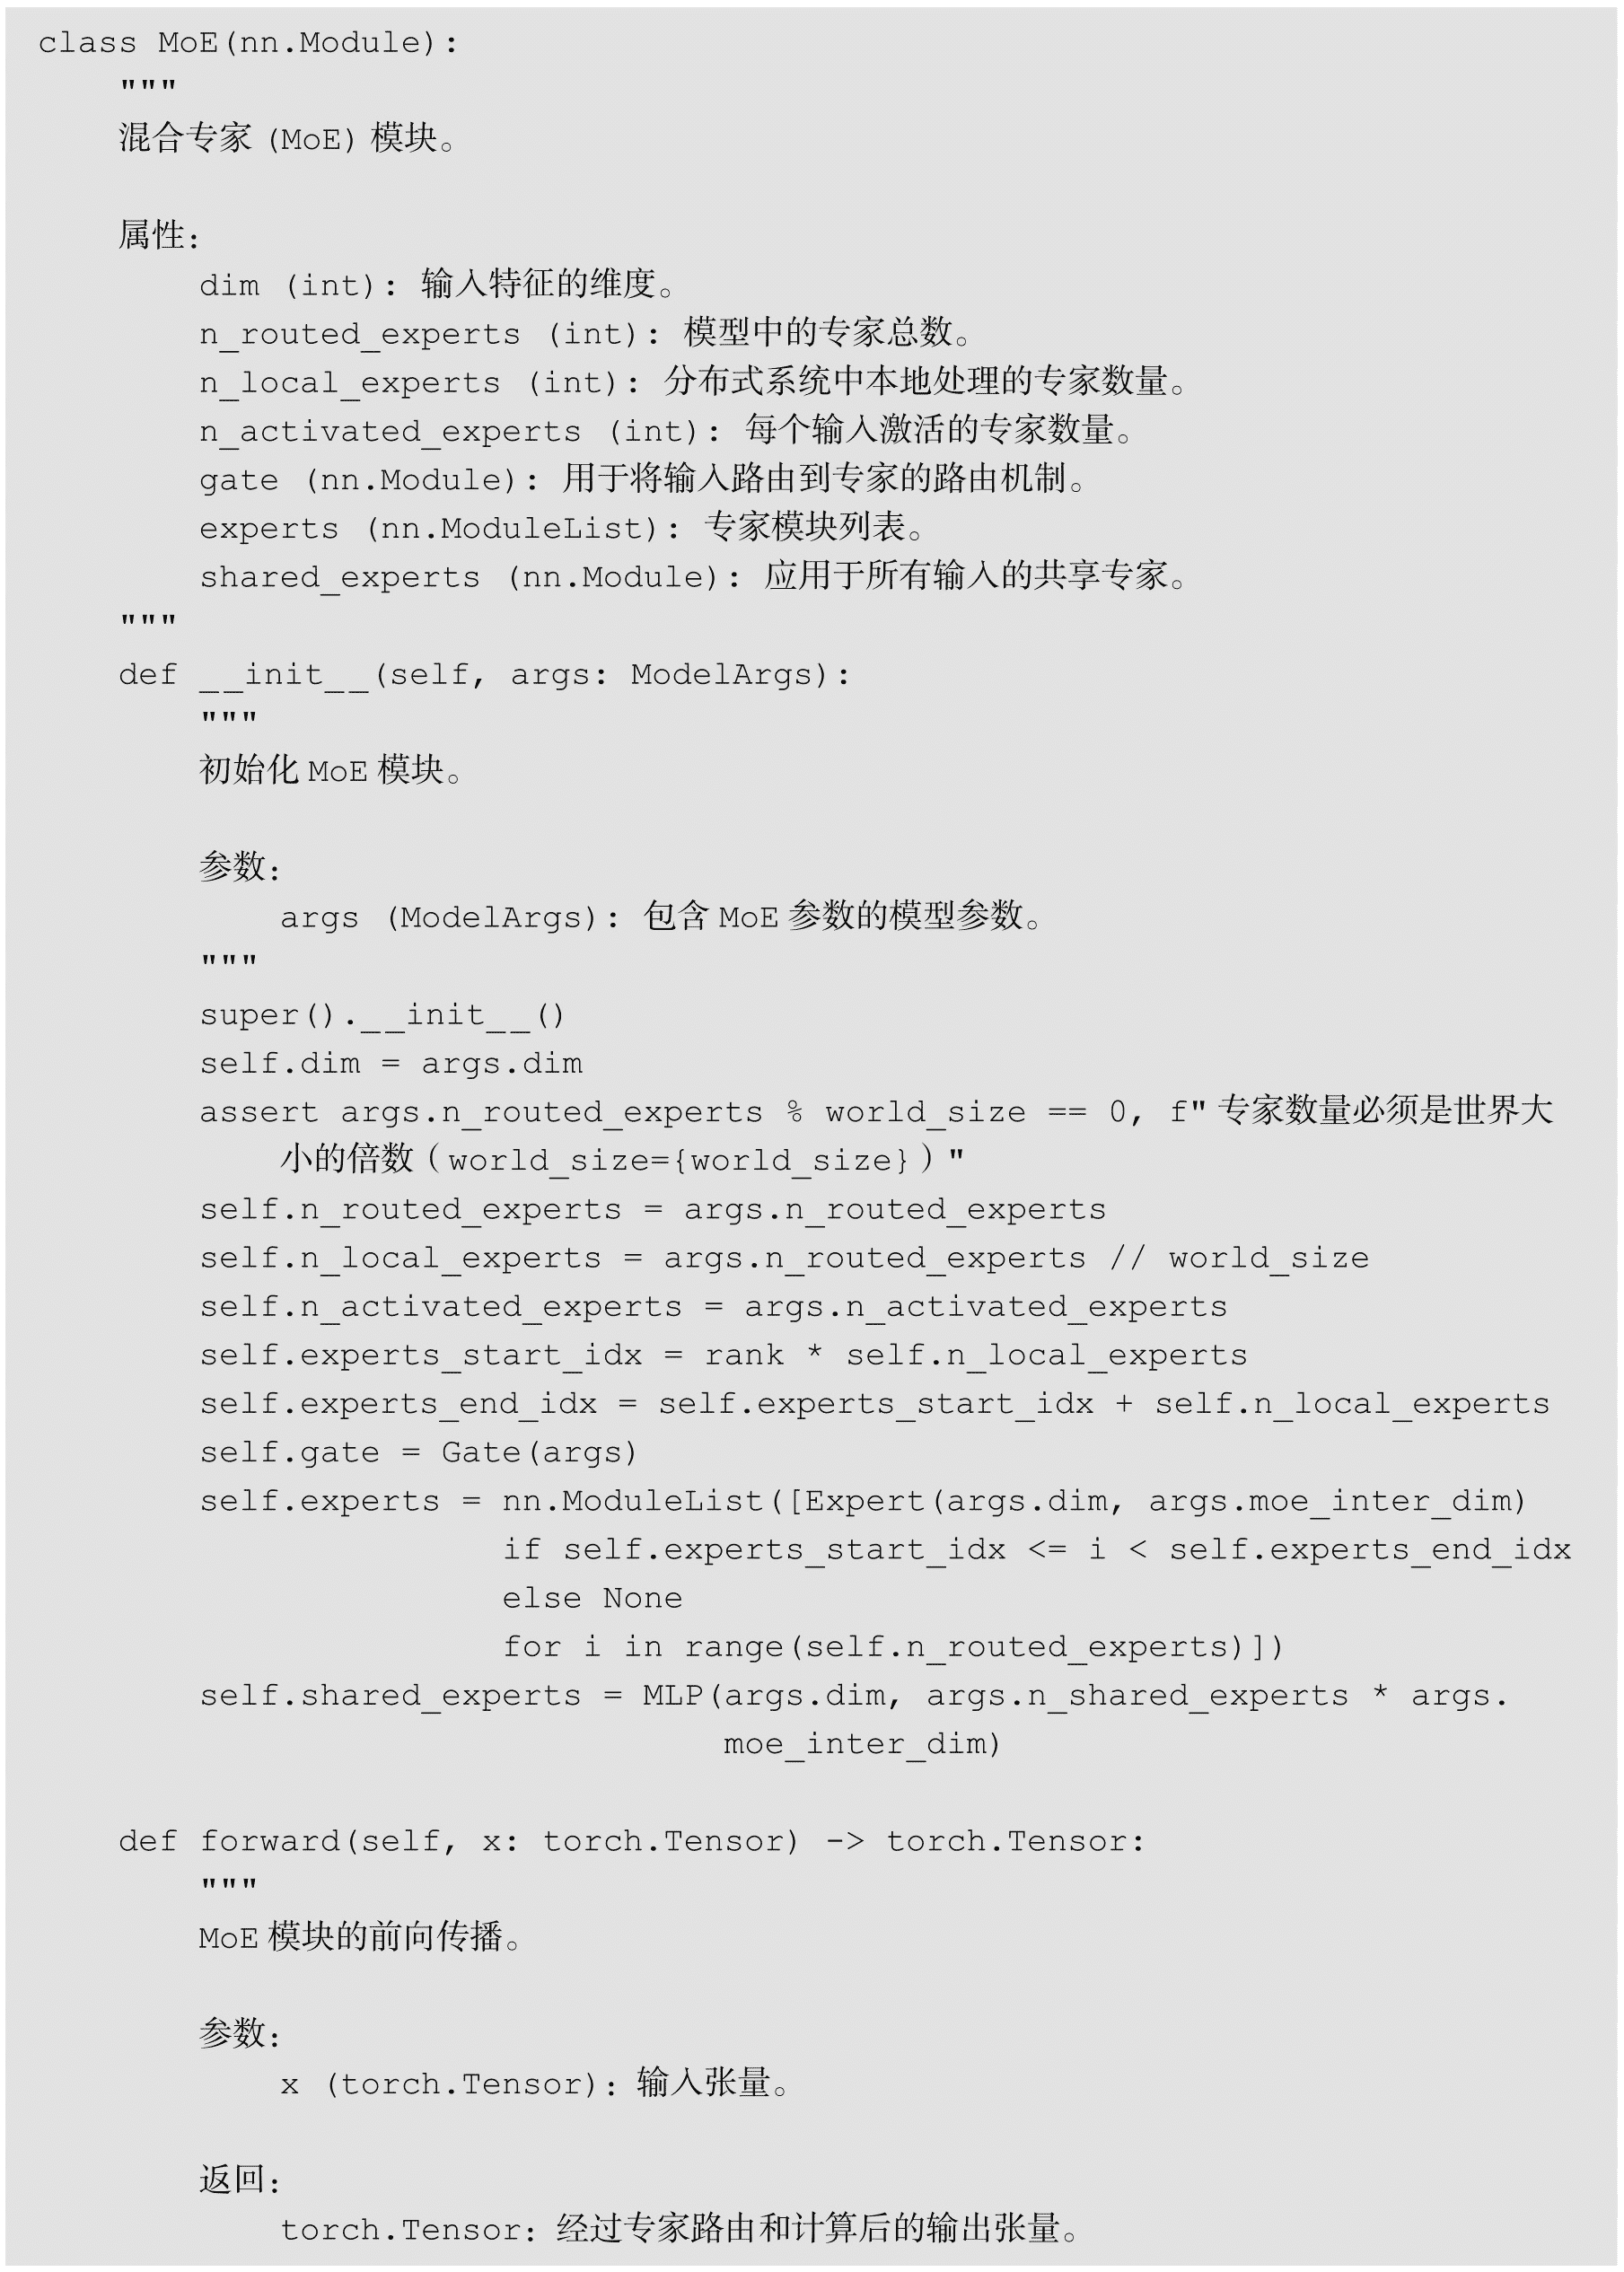 class MoE(nn.Module):
    """
    混合专家 (MoE) 模块。

    属性：
        dim (int): 输入特征的维度。
        n_routed_experts (int): 模型中的专家总数。
        n_local_experts (int): 分布式系统中本地处理的专家数量。
        n_activated_experts (int): 每个输入激活的专家数量。
        gate (nn.Module): 用于将输入路由到专家的路由机制。
        experts (nn.ModuleList): 专家模块列表。
        shared_experts (nn.Module): 应用于所有输入的共享专家。
    """
    def __init__(self, args: ModelArgs):
        """
        初始化 MoE 模块。

        参数：
            args (ModelArgs): 包含 MoE 参数的模型参数。
        """
        super().__init__()
        self.dim = args.dim
        assert args.n_routed_experts % world_size == 0, f" 专家数量必须是世界大
            小的倍数（world_size={world_size}）"
        self.n_routed_experts = args.n_routed_experts
        self.n_local_experts = args.n_routed_experts // world_size
        self.n_activated_experts = args.n_activated_experts
        self.experts_start_idx = rank * self.n_local_experts
        self.experts_end_idx = self.experts_start_idx + self.n_local_experts
        self.gate = Gate(args)
        self.experts = nn.ModuleList([Expert(args.dim, args.moe_inter_dim)
                       if self.experts_start_idx <= i < self.experts_end_idx
                       else None
                       for i in range(self.n_routed_experts)])
        self.shared_experts = MLP(args.dim, args.n_shared_experts * args.
                                  moe_inter_dim)

    def forward(self, x: torch.Tensor) -> torch.Tensor:
        """
        MoE 模块的前向传播。

        参数：
            x (torch.Tensor): 输入张量。

        返回：
            torch.Tensor: 经过专家路由和计算后的输出张量。